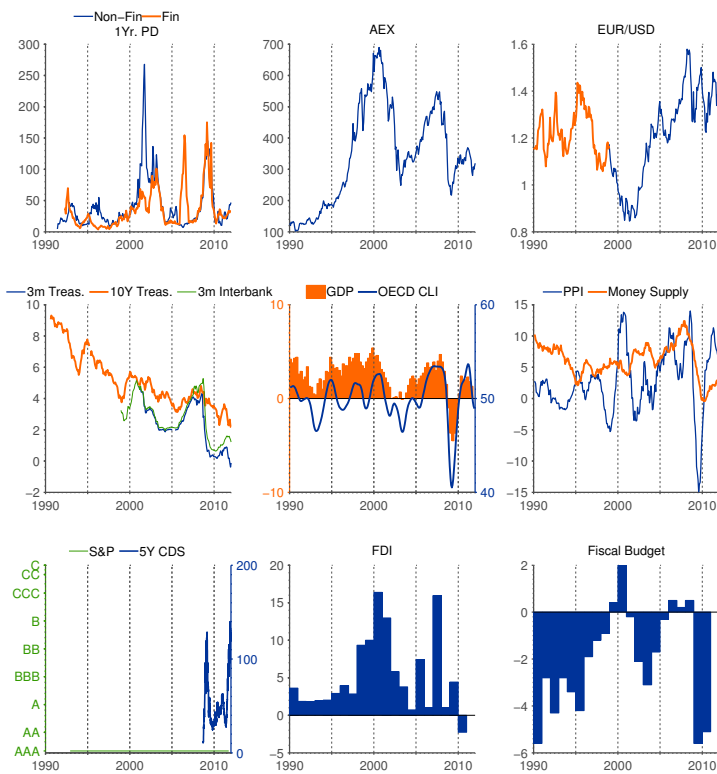 Non−Fin Fin
1Yr. PD
300
250
200
150
100
50
0
1990 2000 2010
AEX
700
600
500
400
300
200
100
1990 2000 2010
EUR/USD
1.6
1.4
1.2
1
0.8
1990 2000 2010
3m Treas. 10Y Treas. 3m Interbank
10
8
6
4
2
0
−2
1990 2000 2010
GDP OECD CLI
10
0
−10
60
50
40
1990 2000 2010
PPI Money Supply
15
10
5
0
−5
−10
−15
1990 2000 2010
S&P 5Y CDS
C
CC
CCC
B
BB
BBB
A
AA
AAA
200
100
0
1990 2000 2010
FDI
20
15
10
5
0
−5
1990 2000 2010
Fiscal Budget
2
0
−2
−4
−6
1990 2000 2010